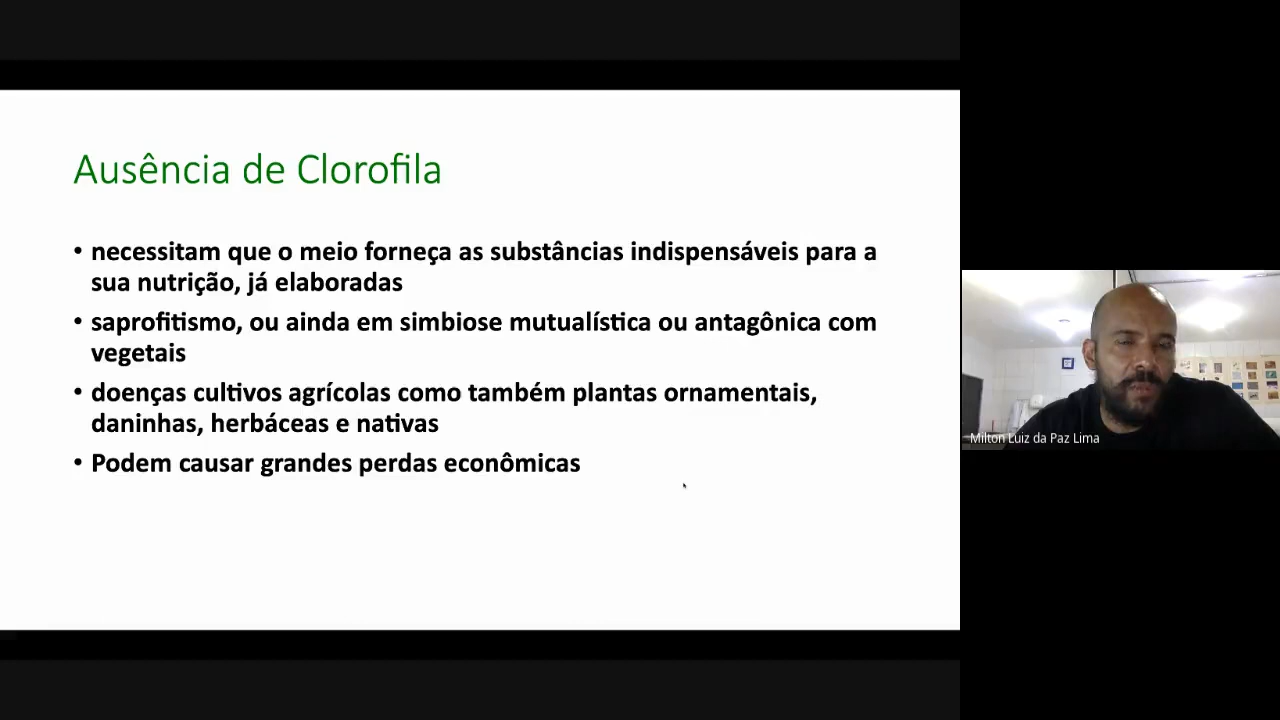 Ausência de Clorofila
• necessitam que o meio forneça as substâncias indispensáveis para a
sua nutrição, já elaboradas
• saprofitismo, ou ainda em simbiose mutualística ou antagônica com
vegetais
• doenças cultivos agrícolas como também plantas ornamentais,
daninhas, herbáceas e nativas
• Podem causar grandes perdas econômicas
Milton Luiz da Paz Lima